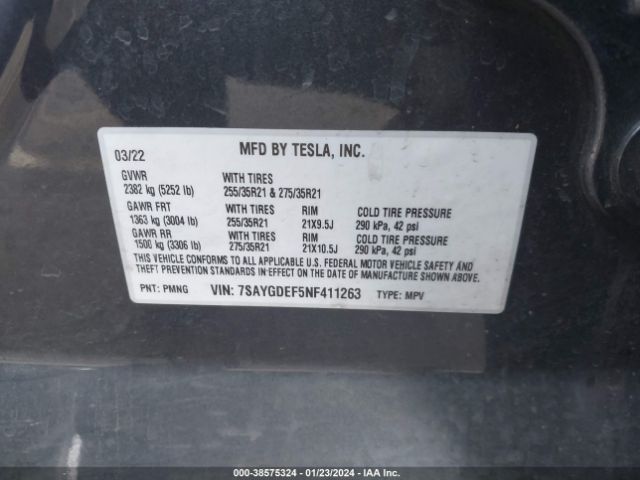 03/22 MFD BY TESLA, INC.
GVWR WITH TIRES
2382 kg (5252 lb) 255/35R21 & 275/35R21
GAWR FRT WITH TIRES RIM COLD TIRE PRESSURE
1363 kg (3004 lb) 255/35R21 21X9.5J 290 kPa, 42 psi
GAWR RR WITH TIRES RIM COLD TIRE PRESSURE
1500 kg (3306 lb) 275/35R21 21X10.5J 290 kPa, 42 psi
THIS VEHICLE CONFORMS TO ALL APPLICABLE U.S. FEDERAL MOTOR VEHICLE SAFETY AND
THEFT PREVENTION STANDARDS IN EFFECT ON THE DATE OF MANUFACTURE SHOWN ABOVE.
PNT: PMNG VIN: 7SAYGDEF5NF411263 TYPE: MPV
000-38575324 - 01/23/2024 - IAA Inc.